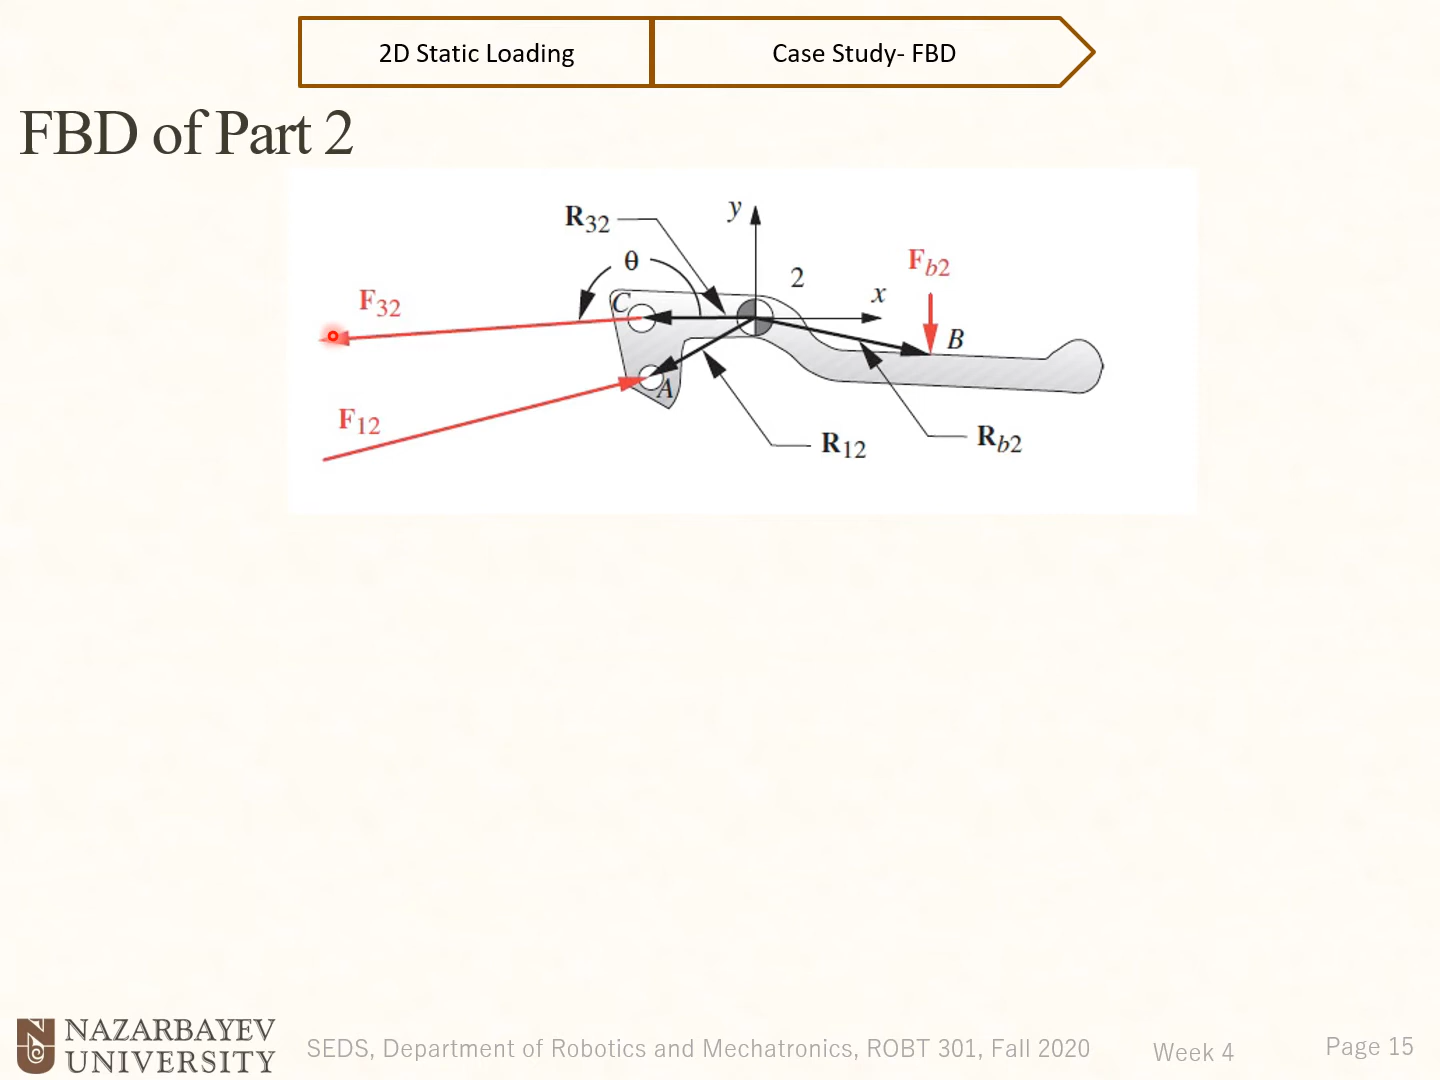 2D Static Loading
Case Study- FBD
FBD of Part 2
R32
y
θ
2
Fb2
F32
C
x
B
A
F12
R12
Rb2
NAZARBAYEV
UNIVERSITY
SEDS, Department of Robotics and Mechatronics, ROBT 301, Fall 2020
Week 4
Page 15